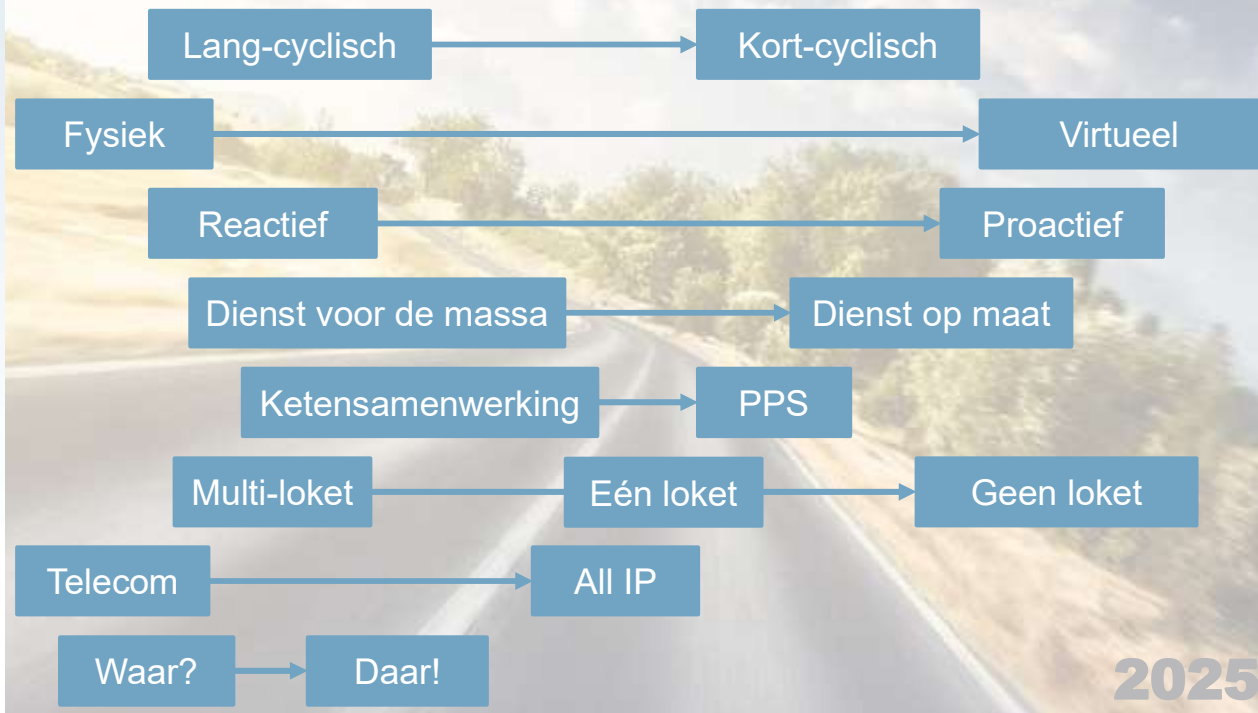 Lang-cyclisch Kort-cyclisch
Fysiek Virtueel
Reactief Proactief
Dienst voor de massa Dienst op maat
Ketensamenwerking PPS
Multi-loket Eén loket Geen loket
Telecom All IP
Waar? Daar!
2025